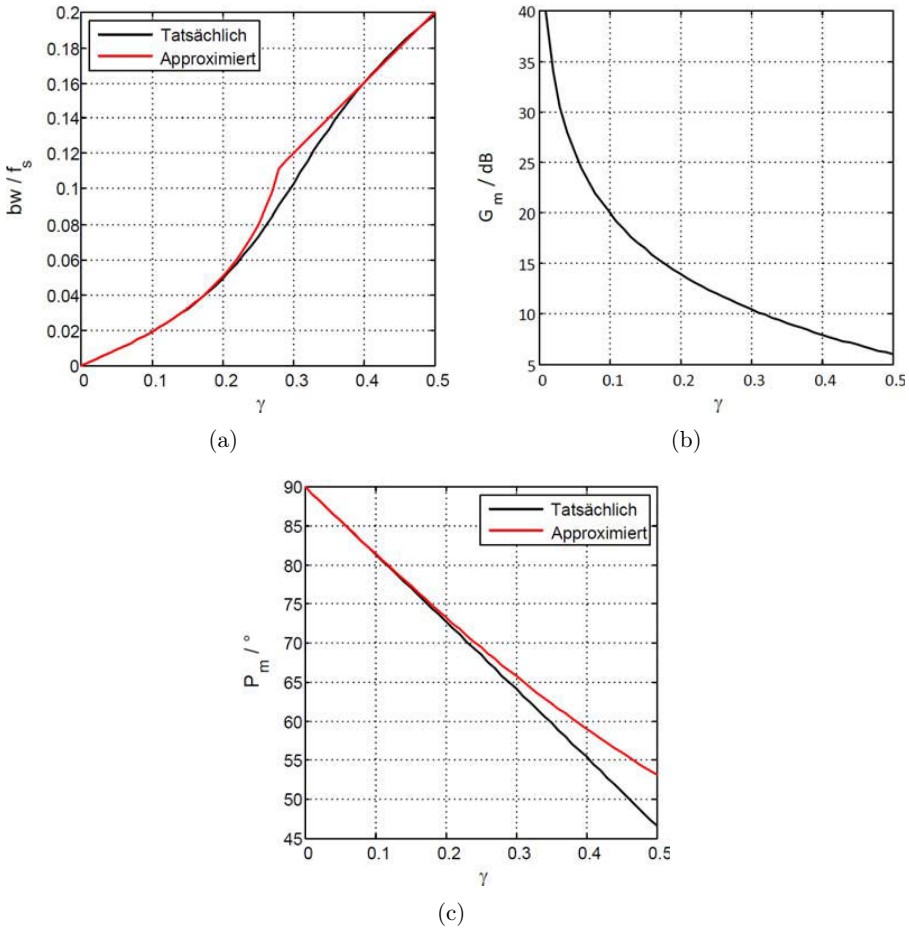 0.2
0.18
0.16
0.14
0.12
0.1
0.08
0.06
0.04
0.02
0
bw / f_s
Tatsächlich
Approximiert
0 0.1 0.2 0.3 0.4 0.5
γ
(a)
40
35
30
25
20
15
10
5
G_m / dB
0 0.1 0.2 0.3 0.4 0.5
γ
(b)
90
85
80
75
70
65
60
55
50
45
P_m / °
Tatsächlich
Approximiert
0 0.1 0.2 0.3 0.4 0.5
γ
(c)